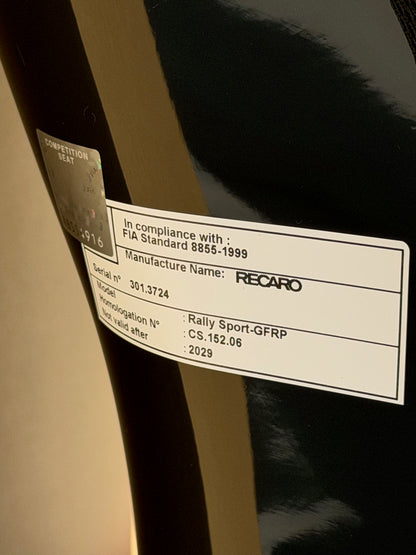 COMPETITION
SEAT
In compliance with :
FIA Standard 8855-1999
Manufacture Name: RECARO
Serial n° 301.3724
Model : Rally Sport-GFRP
Homologation N° : CS.152.06
Not valid after : 2029